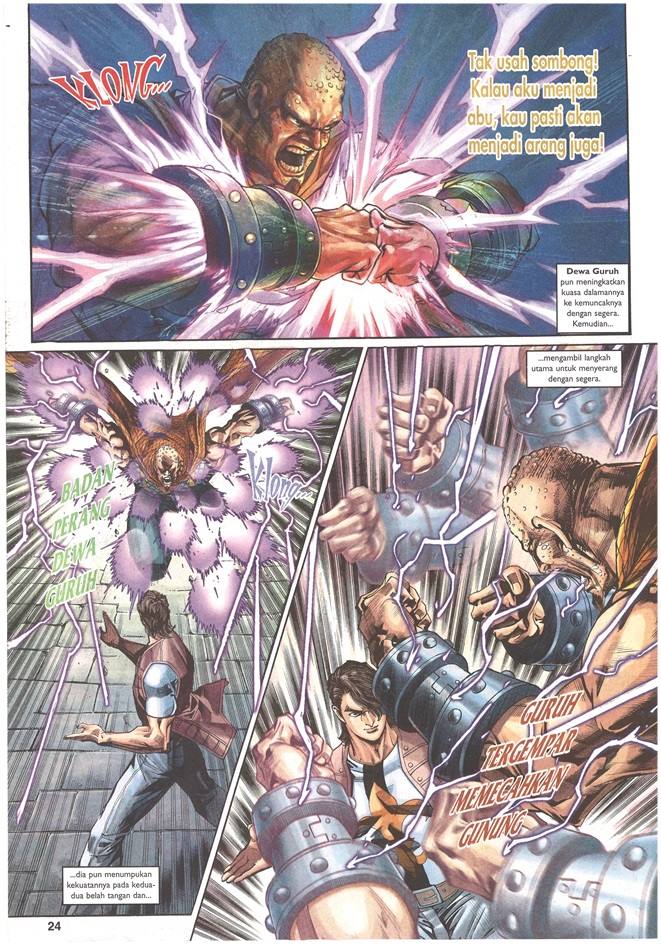 KLONG...
Tak usah sombong!
Kalau aku menjadi
abu, kau pasti akan
menjadi arang juga!
Dewa Guruh
pun meningkatkan
kuasa dalamannya
ke kemuncaknya
dengan segera.
Kemudian...
BADAN
PERANG
DEWA
GURUH
Klong...
...dia pun menumpukan
kekuatannya pada kedua-
dua belah tangan dan...
...mengambil langkah
utama untuk menyerang
dengan segera.
GURUH
TERGEMPAR
MEMECAHKAN
GUNUNG
24